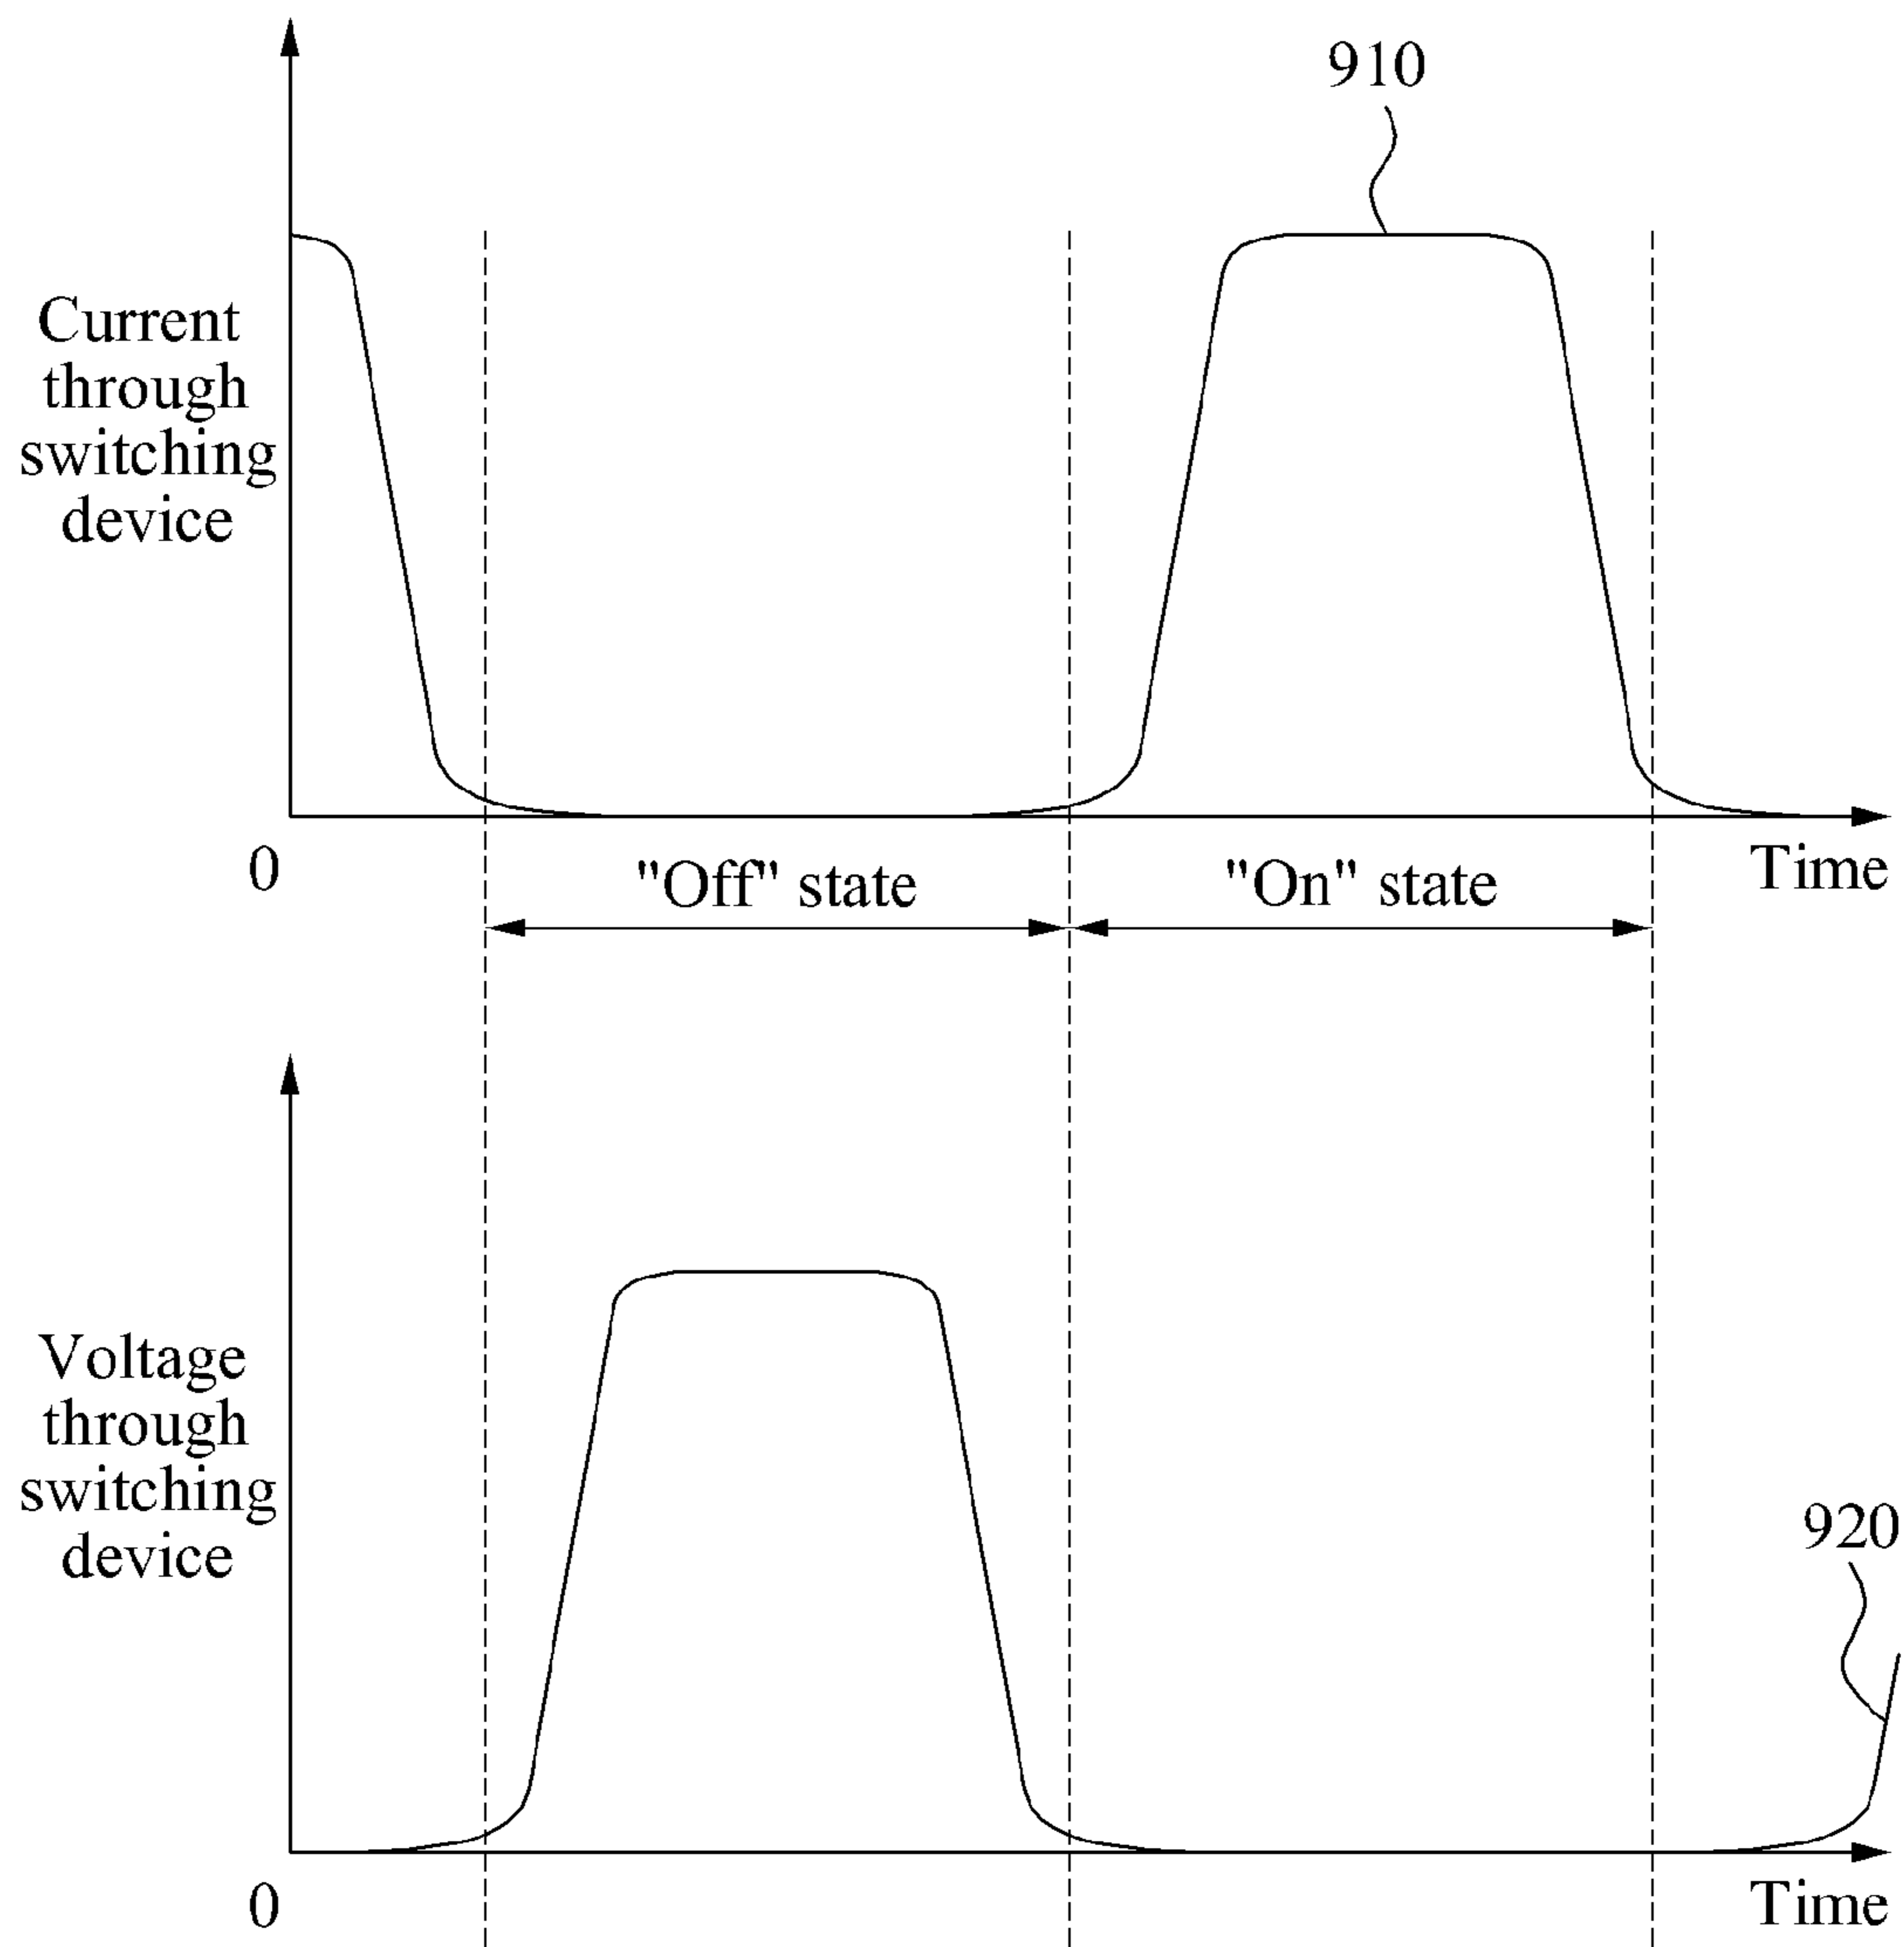 910
Current
through
switching
device
0
"Off" state
"On" state
Time
Voltage
through
switching
device
920
0
Time